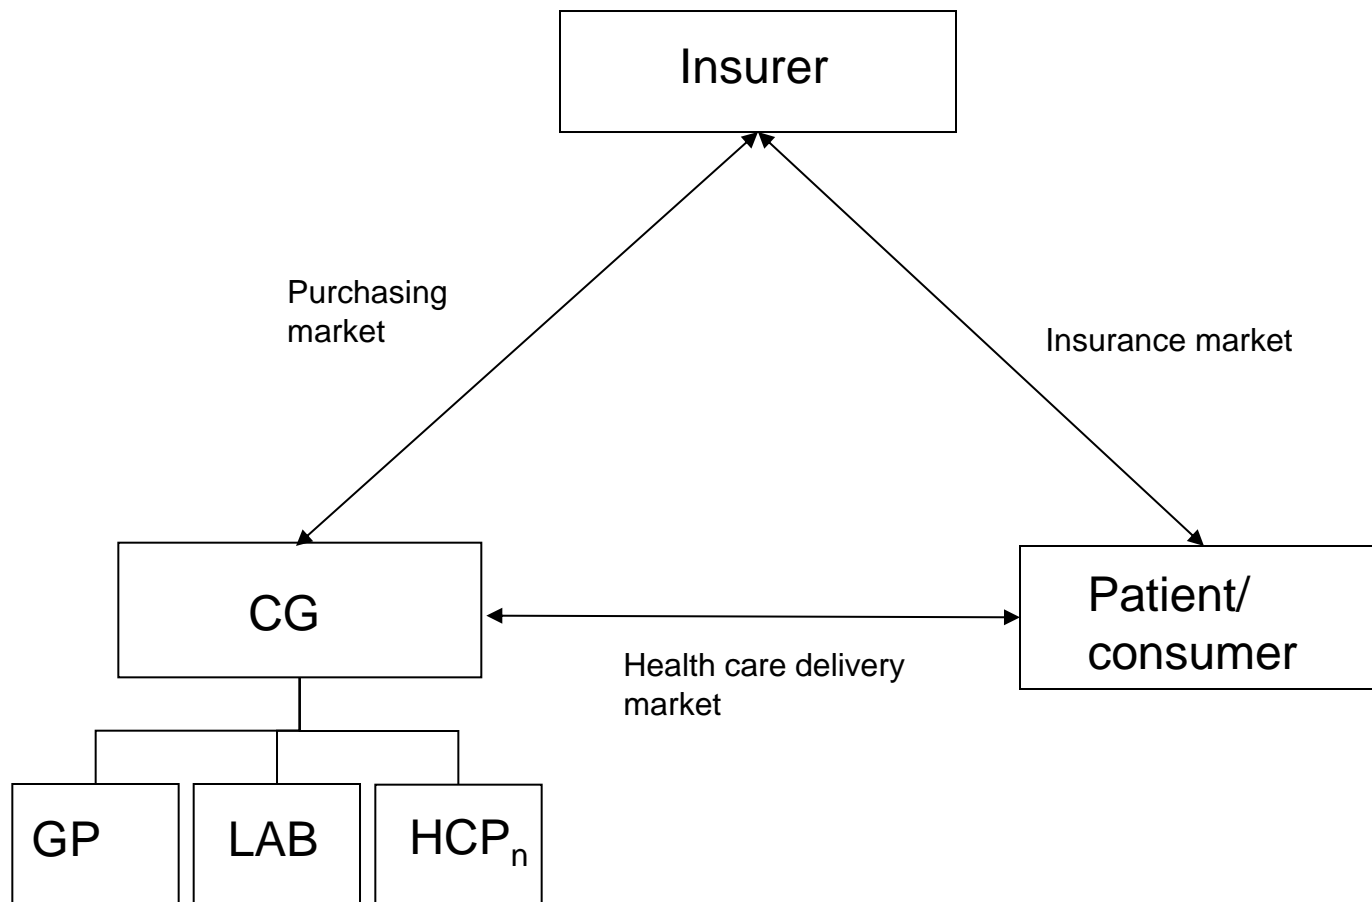 Insurer
Purchasing
market
Insurance market
CG
Patient/
consumer
Health care delivery
market
GP
LAB
HCPn